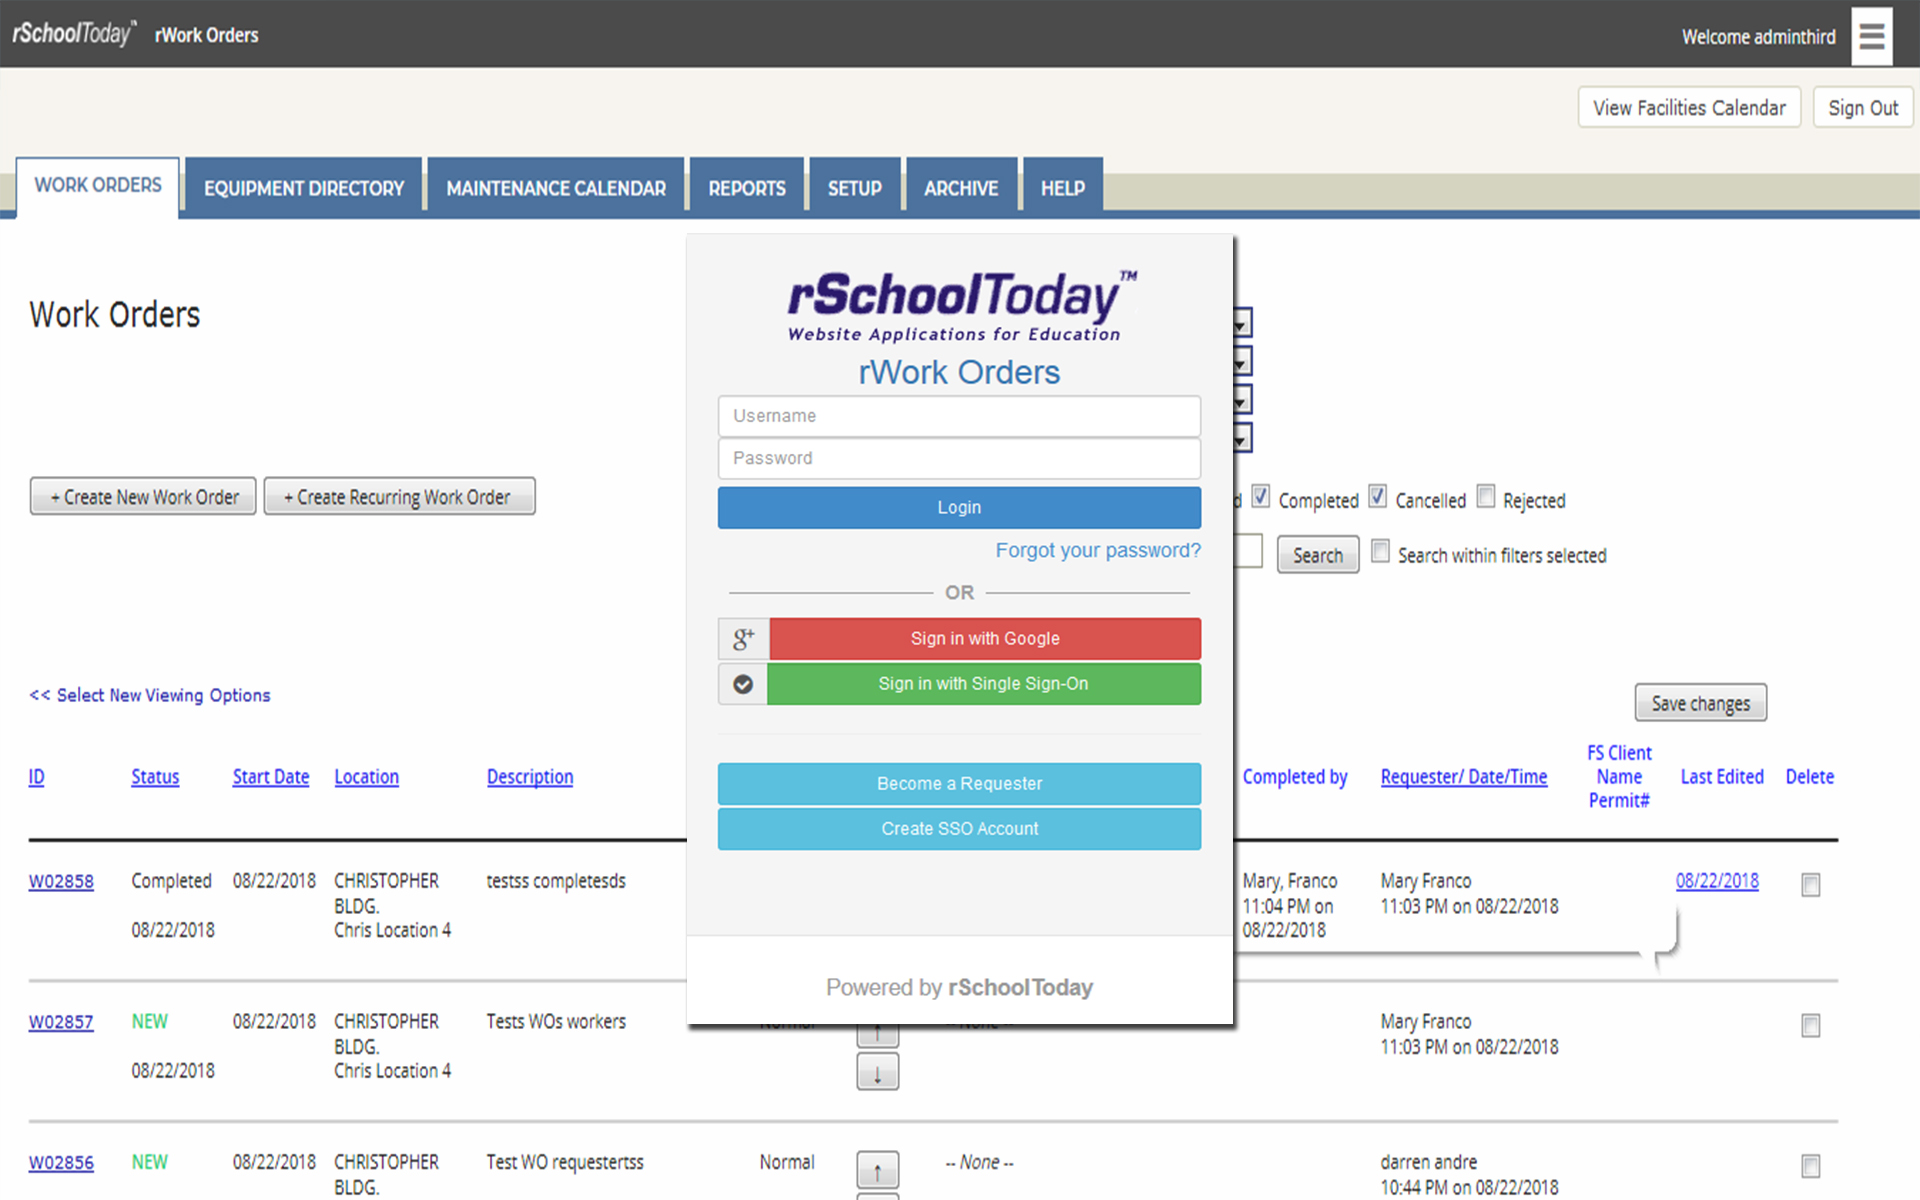 rSchoolToday™ rWork Orders
Welcome adminthird
View Facilities Calendar
Sign Out
WORK ORDERS
EQUIPMENT DIRECTORY
MAINTENANCE CALENDAR
REPORTS
SETUP
ARCHIVE
HELP
Work Orders
+ Create New Work Order
+ Create Recurring Work Order
rSchoolToday™
Website Applications for Education
rWork Orders
Username
Password
Login
Forgot your password?
OR
g+ Sign in with Google
Sign in with Single Sign-On
Become a Requester
Create SSO Account
Powered by rSchoolToday
Completed
Cancelled
Rejected
Search
Search within filters selected
<< Select New Viewing Options
Save changes
ID Status Start Date Location Description Completed by Requester/ Date/Time
FS Client
Name
Permit#
Last Edited Delete
W02858 Completed 08/22/2018 CHRISTOPHER testss completesds Mary, Franco Mary Franco 08/22/2018
BLDG. 11:04 PM on 11:03 PM on 08/22/2018
08/22/2018 Chris Location 4 08/22/2018
W02857 NEW 08/22/2018 CHRISTOPHER Tests WOs workers Normal -- None -- Mary Franco
BLDG. 11:03 PM on 08/22/2018
08/22/2018 Chris Location 4
W02856 NEW 08/22/2018 CHRISTOPHER Test WO requestertss Normal -- None -- darren andre
BLDG. 10:44 PM on 08/22/2018